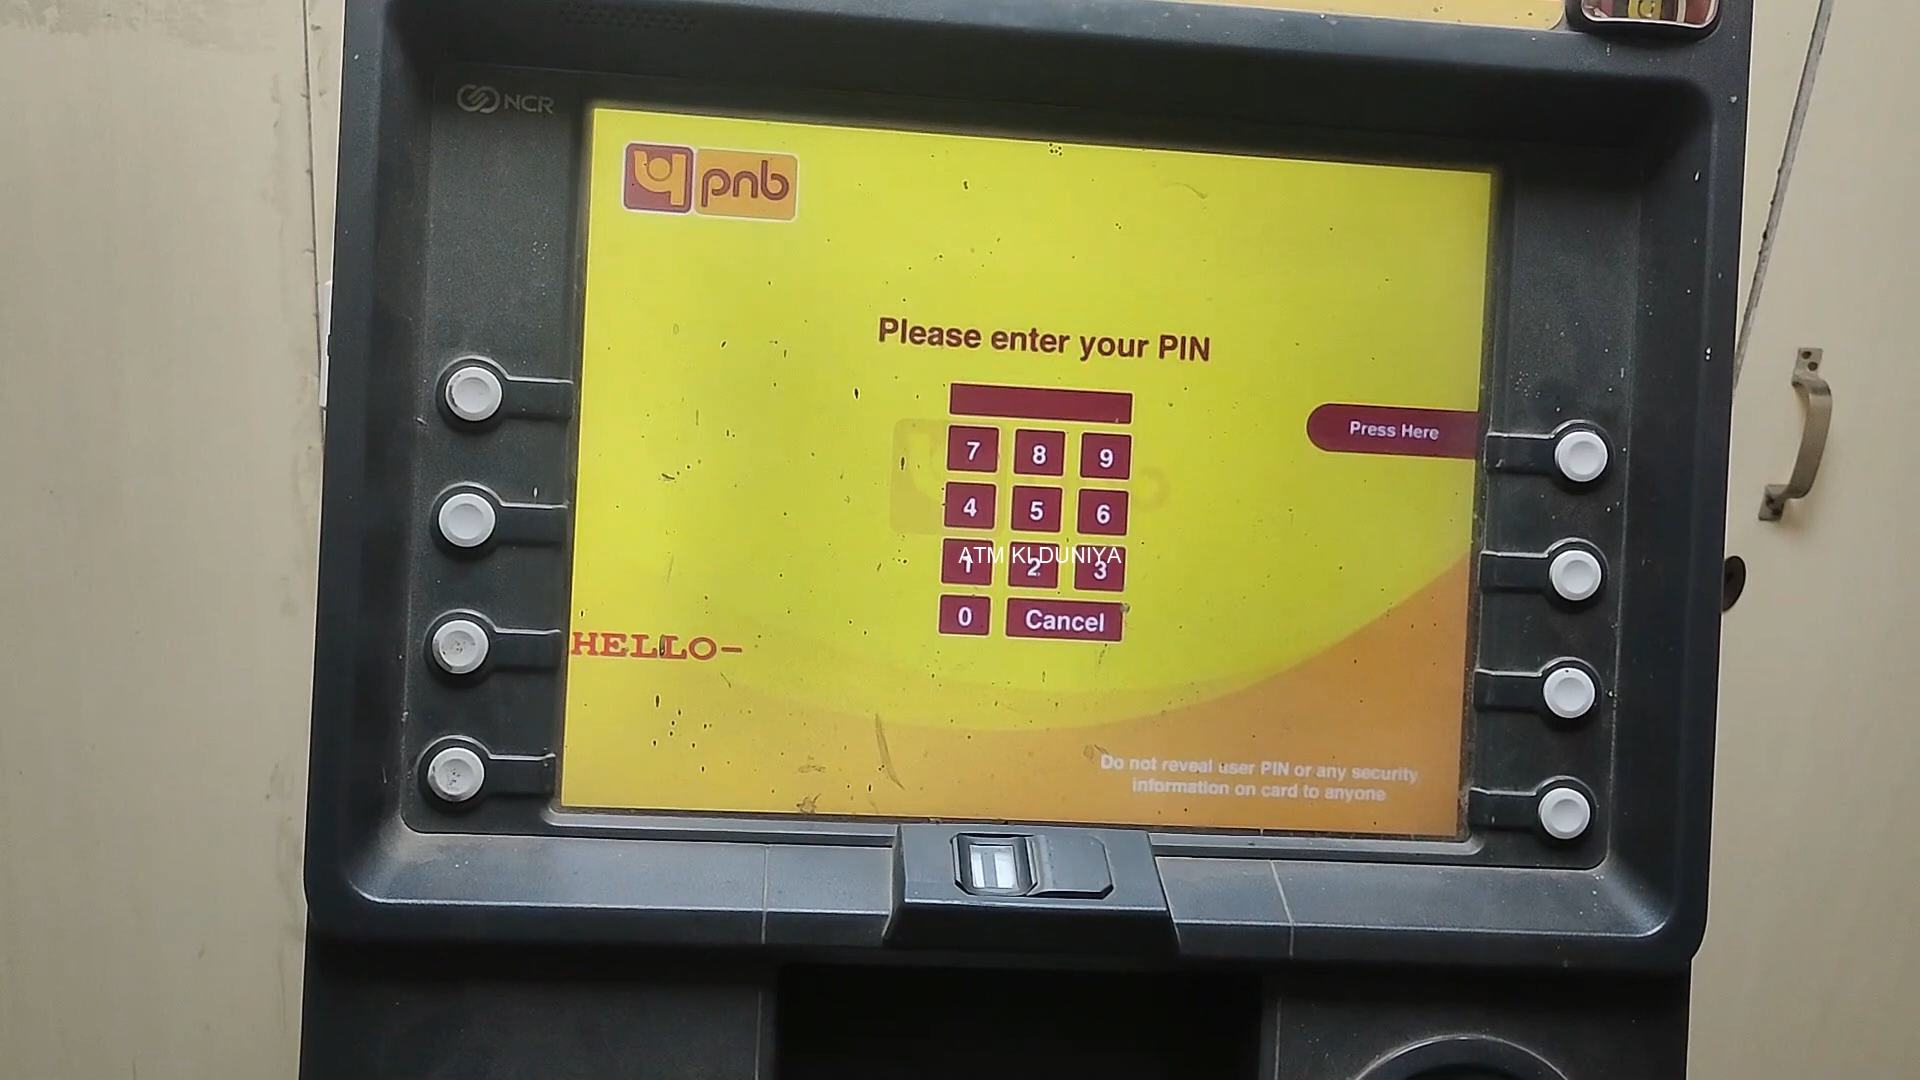 NCR
pnb
Please enter your PIN
7 8 9
Press Here
4 5 6
ATM KI DUNIYA
1 2 3
0 Cancel
HELLO-
Do not reveal user PIN or any security
information on card to anyone